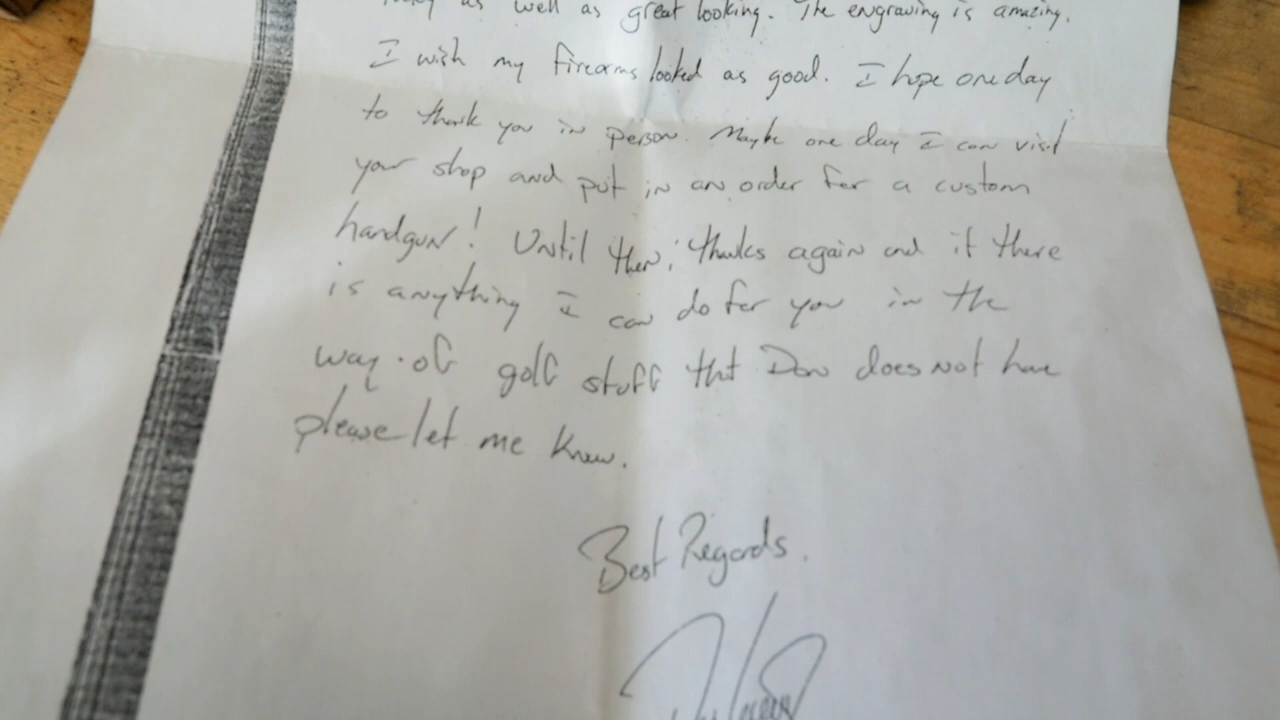 as well as great looking. The engraving is amazing.
I wish my firearms looked as good. I hope one day
to thank you in person. Maybe one day I can visit
your shop and put in an order for a custom
handgun! Until then, thanks again and if there
is anything I can do for you in the
way of golf stuff that Don does not have
please let me know.
Best Regards.